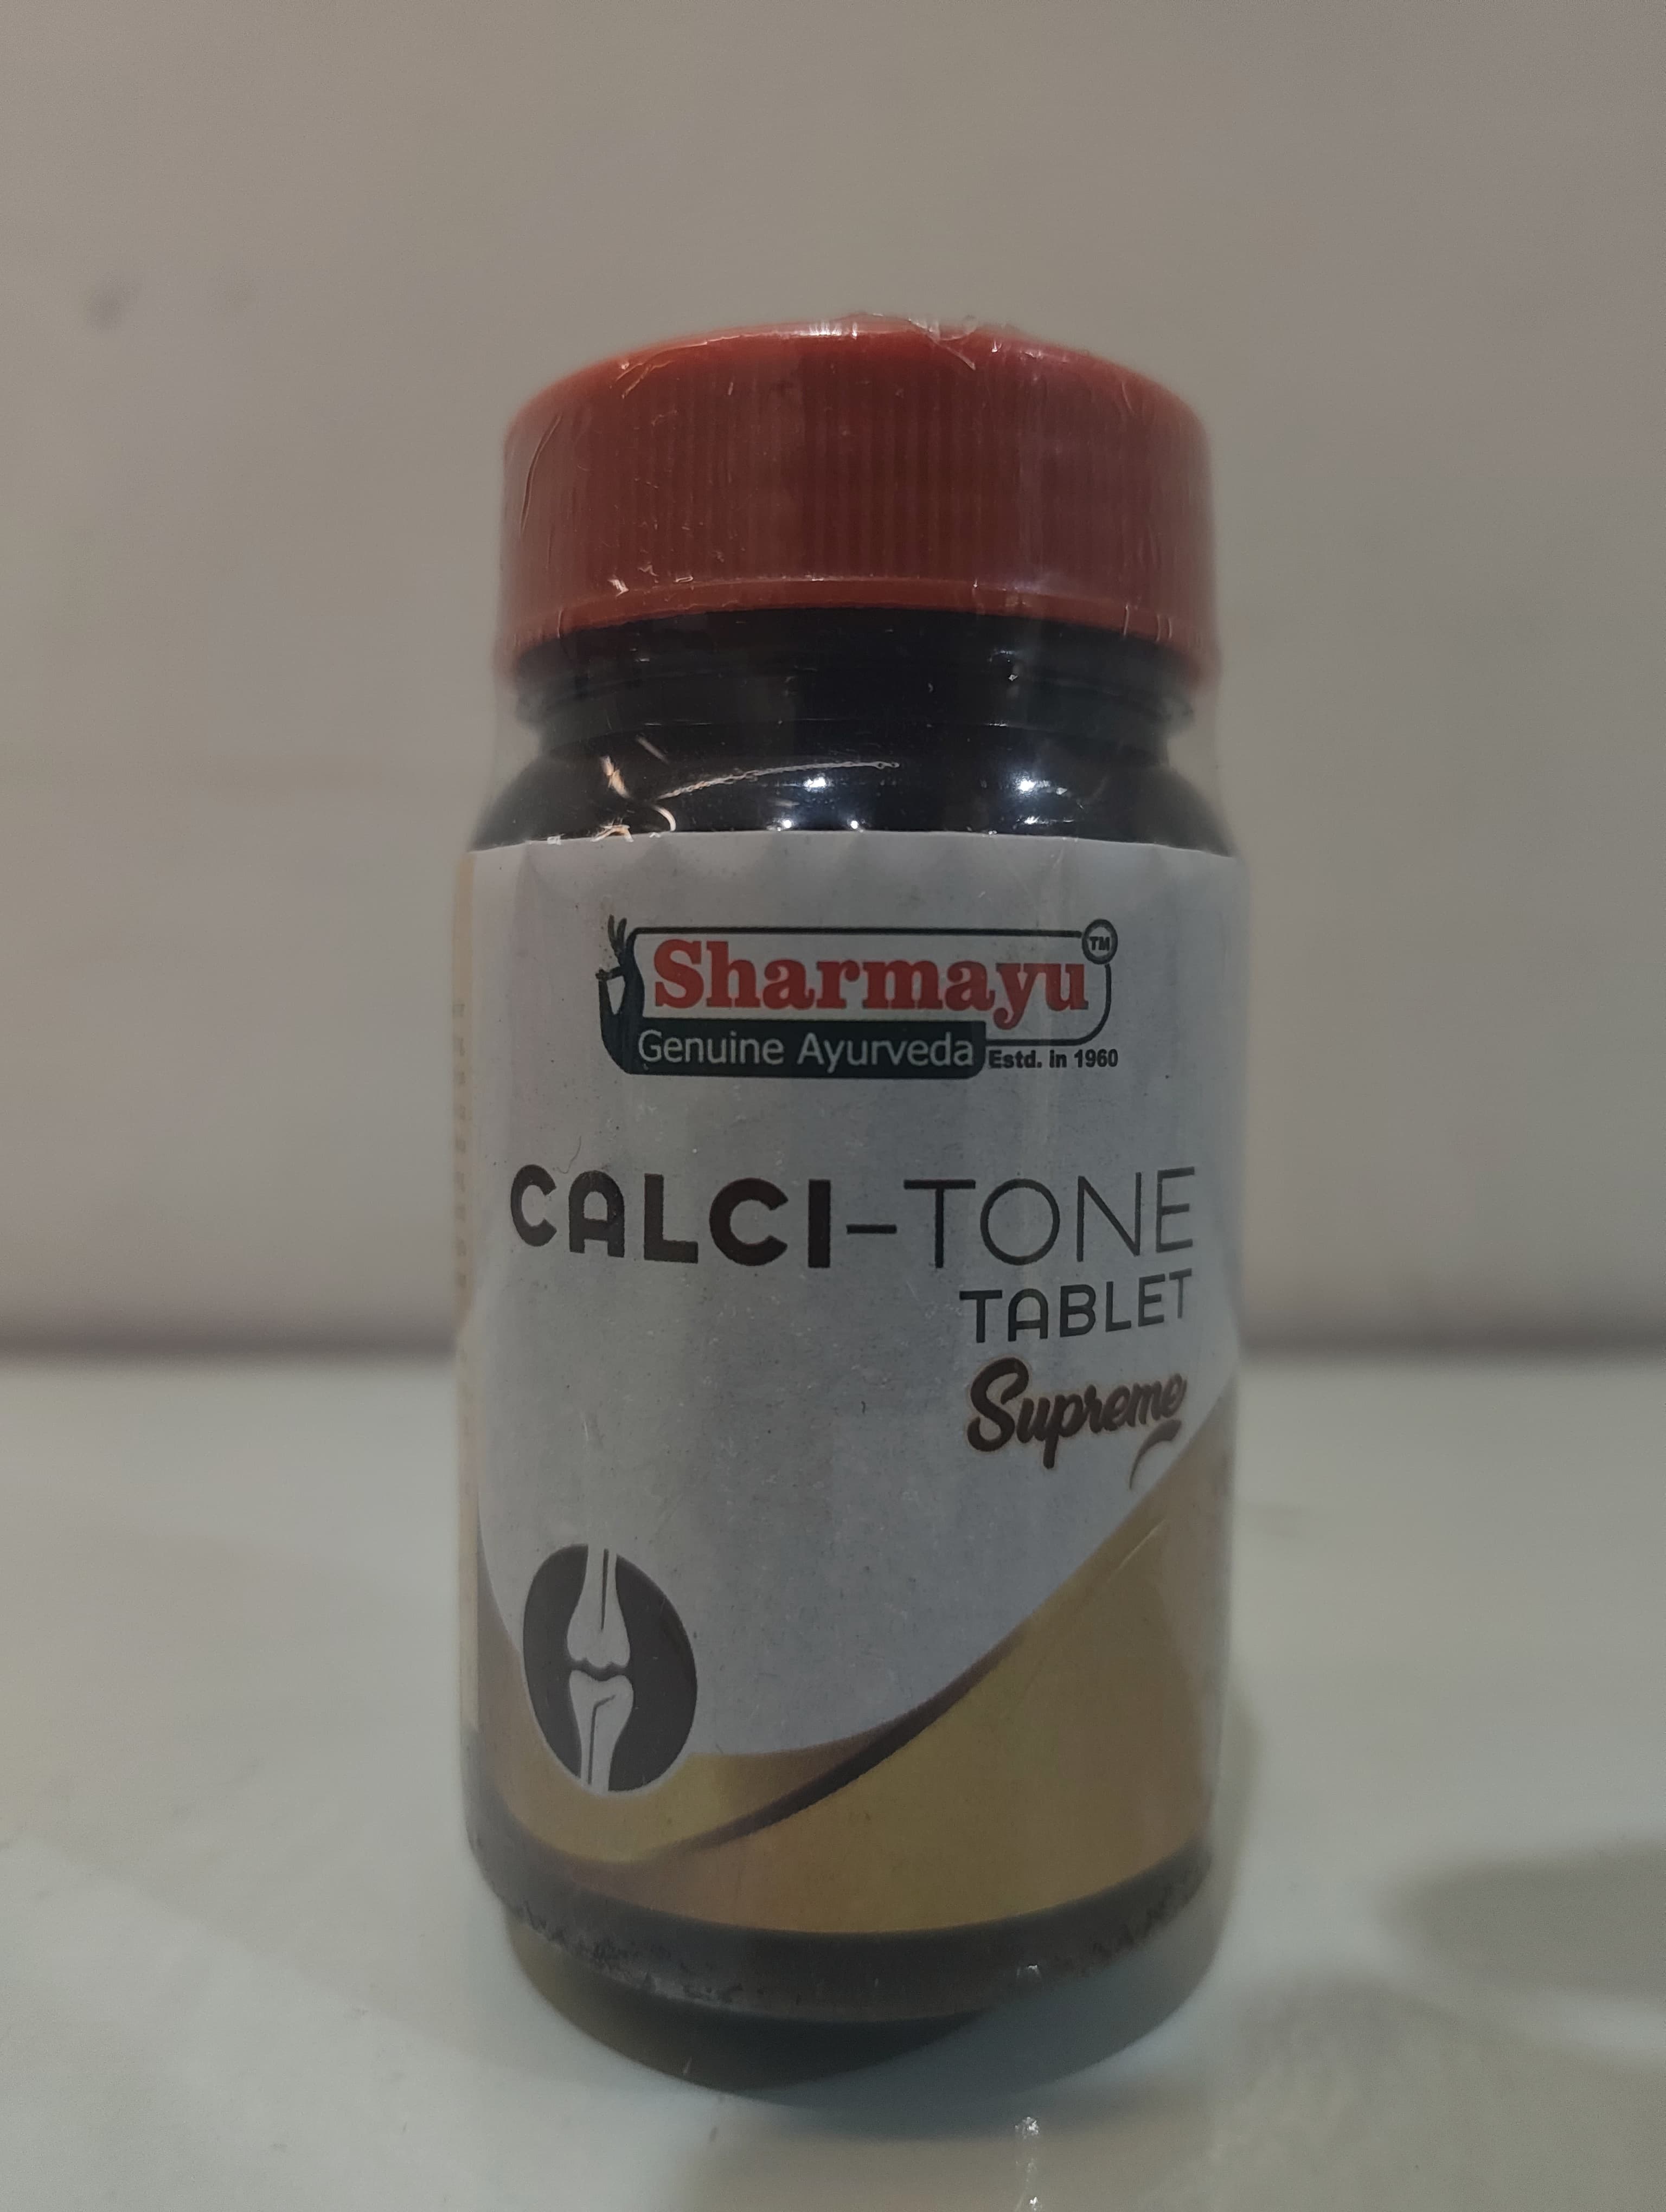 Sharmayu TM
Genuine Ayurveda Estd. in 1960
CALCI-TONE
TABLET
Supreme